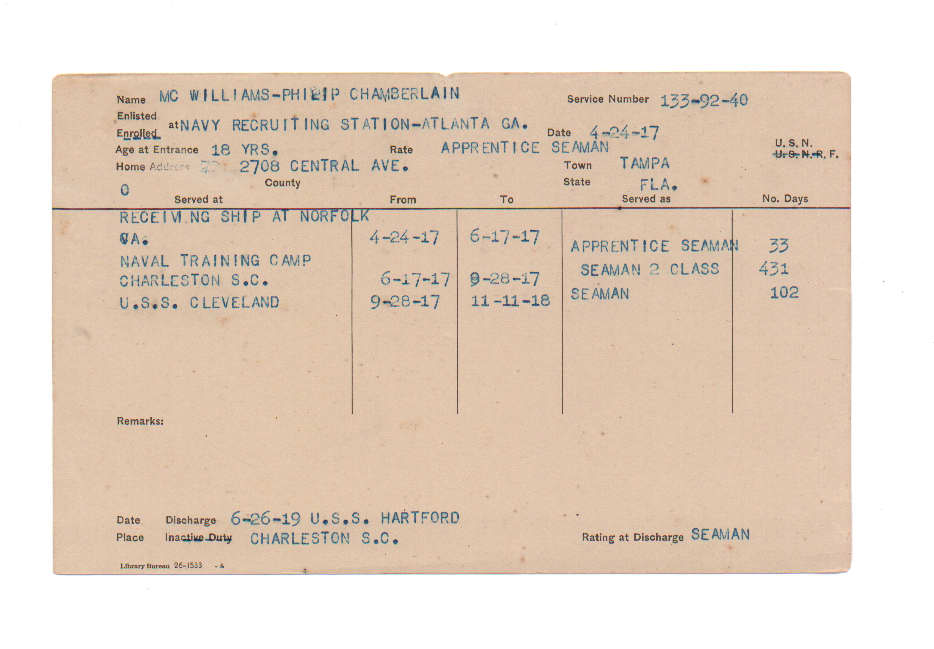 Name MC WILLIAMS-PHILIP CHAMBERLAIN Service Number 133-92-40
Enlisted
Enrolled at NAVY RECRUITING STATION-ATLANTA GA. Date 4-24-17
Age at Entrance 18 YRS. Rate APPRENTICE SEAMAN U. S. N.
U. S. N. R. F.
Home Address 2708 CENTRAL AVE. Town TAMPA
0 County State FLA.
Served at From To Served as No. Days
RECEIVING SHIP AT NORFOLK
VA. 4-24-17 6-17-17 APPRENTICE SEAMAN 33
NAVAL TRAINING CAMP
CHARLESTON S.C. 6-17-17 9-28-17 SEAMAN 2 CLASS 431
U.S.S. CLEVELAND 9-28-17 11-11-18 SEAMAN 102
Remarks:
Date Discharge 6-26-19 U.S.S. HARTFORD
Place Inactive Duty CHARLESTON S.C. Rating at Discharge SEAMAN
Library Bureau 26-1533 -A